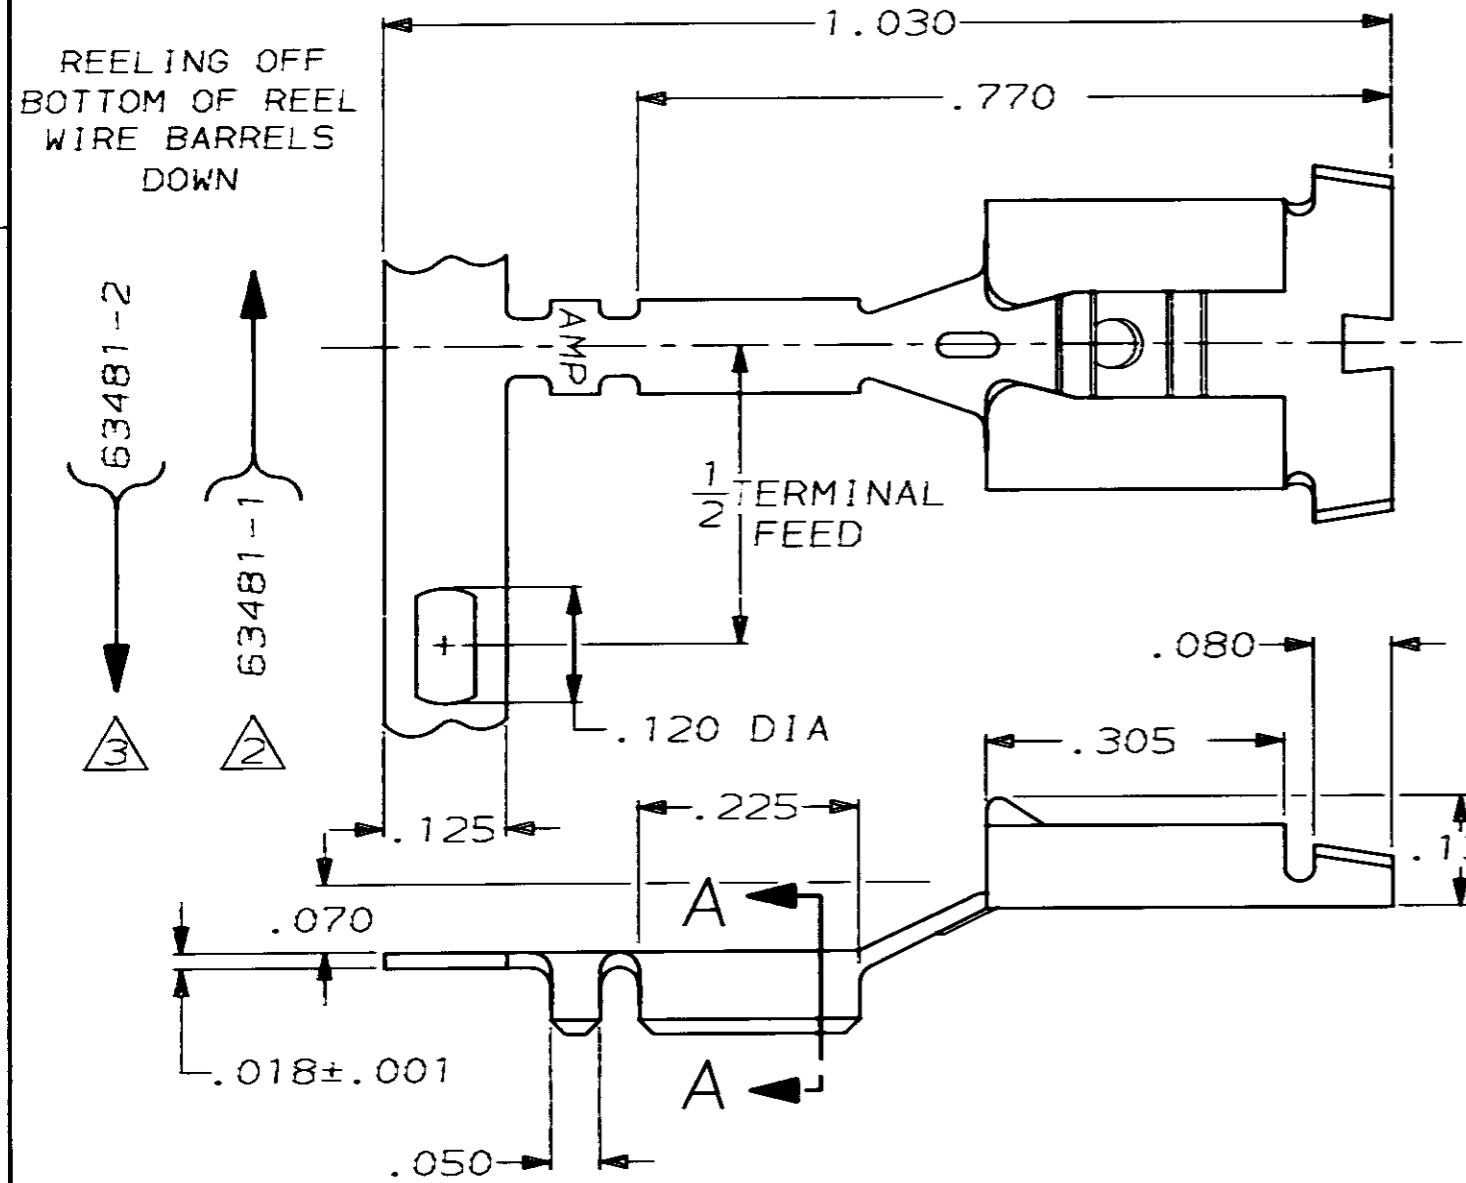 1.030
REELING OFF
BOTTOM OF REEL
WIRE BARRELS
DOWN
.770
63481-2
63481-1
AMP
1/2 TERMINAL
FEED
3
2
.120 DIA
.080
.305
.125
.225
.070
A
.018±.001
A
.050